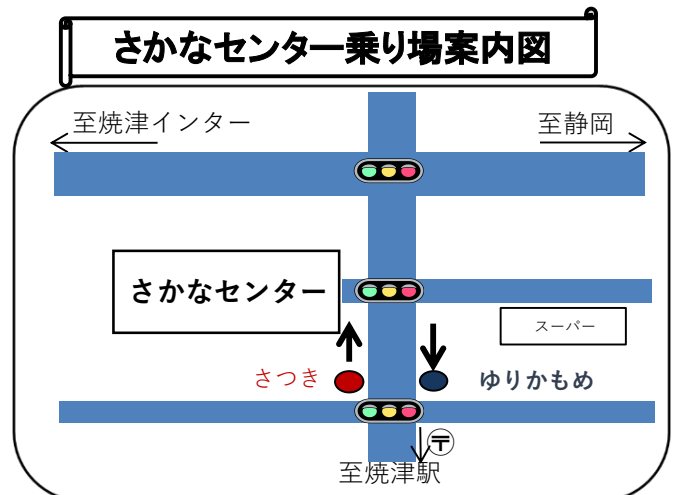 さかなセンター乗り場案内図
至焼津インター
至静岡
さかなセンター
スーパー
さつき
ゆりかもめ
〒
至焼津駅